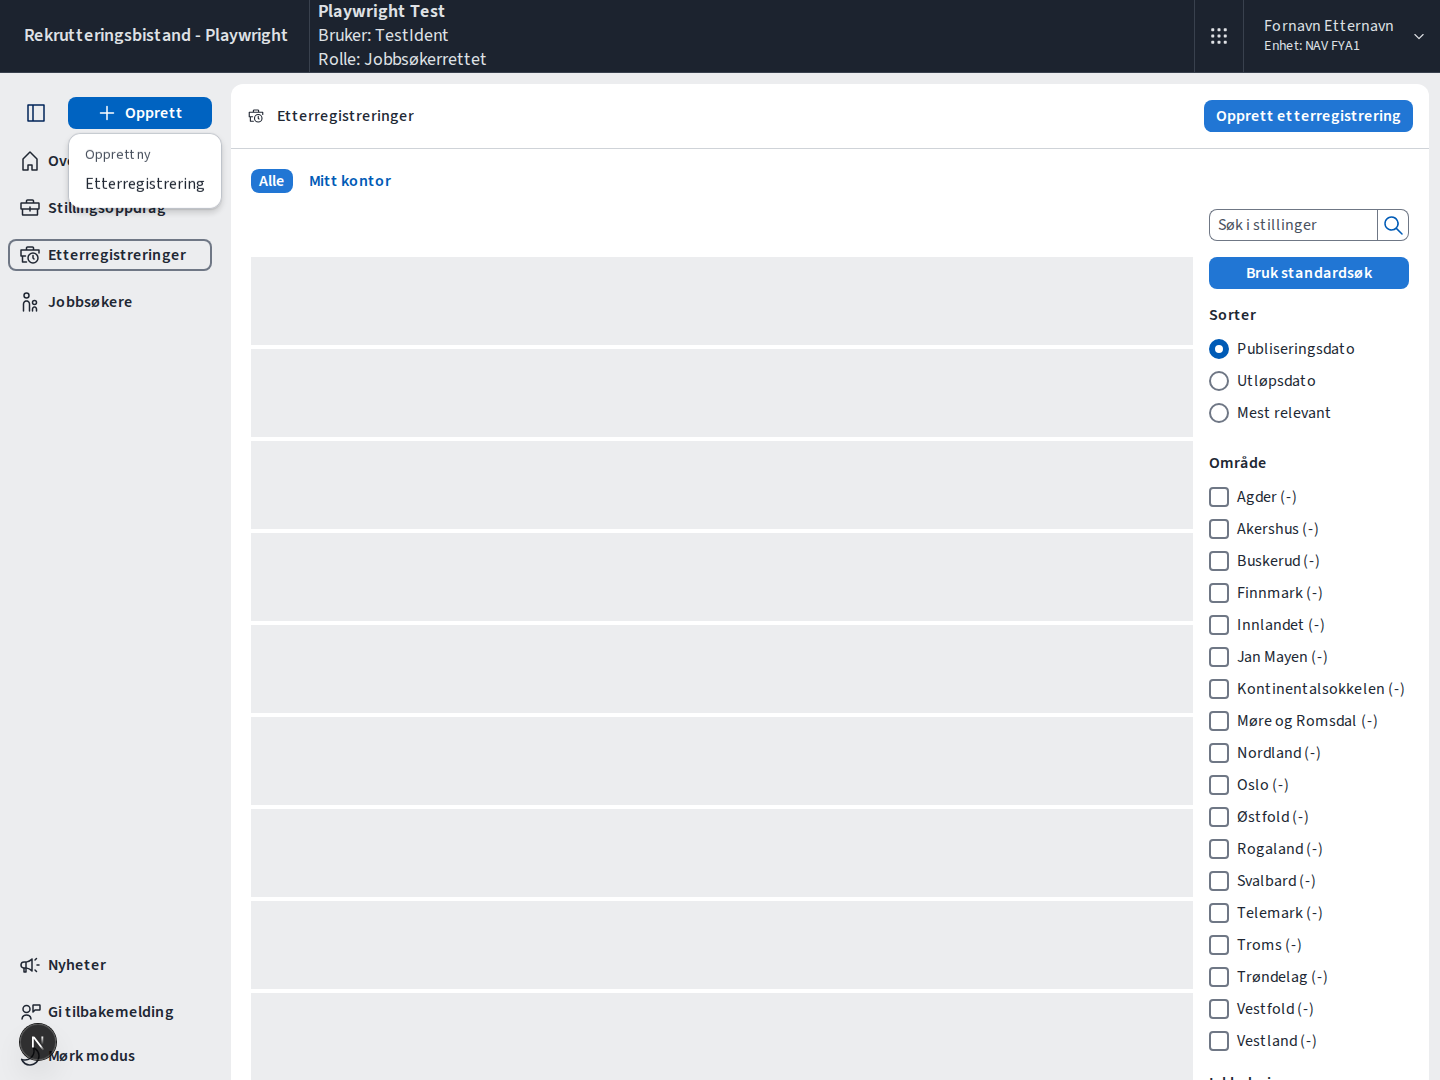 Rekrutteringsbistand - Playwright
Playwright Test
Bruker: TestIdent
Rolle: Jobbsøkerrettet
Fornavn Etternavn
Enhet: NAV FYA1
Opprett
Opprett ny
Etterregistrering
Stillingsoppdrag
Etterregistreringer
Jobbsøkere
Nyheter
Gi tilbakemelding
Mørk modus
N
Etterregistreringer
Opprett etterregistrering
Alle
Mitt kontor
Søk i stillinger
Bruk standardsøk
Sorter
Publiseringsdato
Utløpsdato
Mest relevant
Område
Agder (-)
Akershus (-)
Buskerud (-)
Finnmark (-)
Innlandet (-)
Jan Mayen (-)
Kontinentalsokkelen (-)
Møre og Romsdal (-)
Nordland (-)
Oslo (-)
Østfold (-)
Rogaland (-)
Svalbard (-)
Telemark (-)
Troms (-)
Trøndelag (-)
Vestfold (-)
Vestland (-)